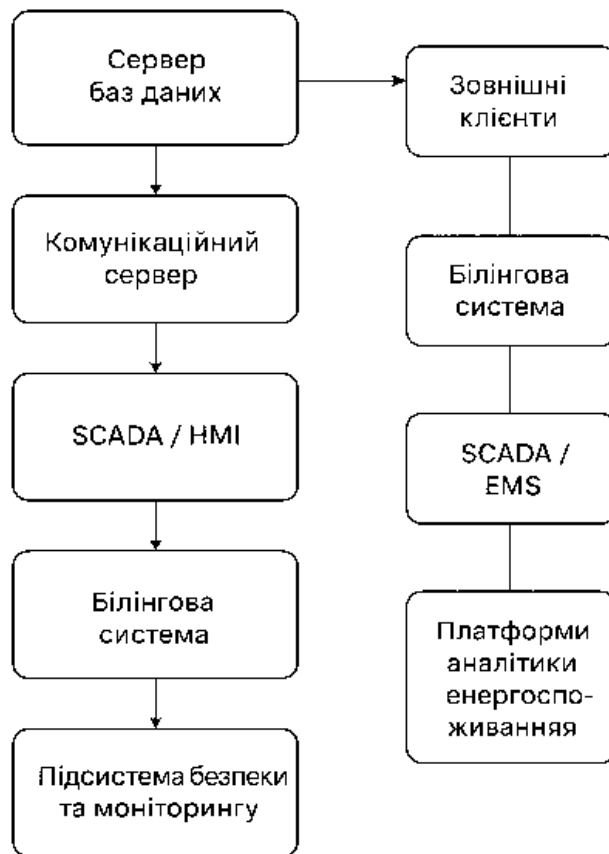 Сервер
баз даних
Зовнішні
клієнти
Комунікаційний
сервер
Білінгова
система
SCADA / HMI
SCADA /
EMS
Білінгова
система
Платформи
аналітики
енергоспо-
живанняя
Підсистема безпеки
та моніторингу